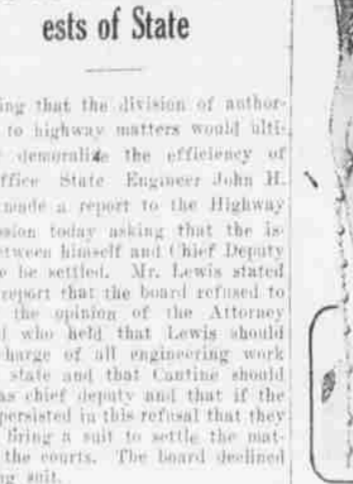 ests of State
ing that the division of author-
to highway matters would ulti-
demoralize the efficiency of
ffice State Engineer John H.
made a report to the Highway
ssion today asking that the is-
etween himself and Chief Deputy
e be settled. Mr. Lewis stated
report that the board refused to
the opinion of the Attorney
l who held that Lewis should
harge of all engineering work
state and that Cantine should
as chief deputy and that if the
persisted in this refusal that they
bring a suit to settle the mat-
the courts. The board declined
ng suit.